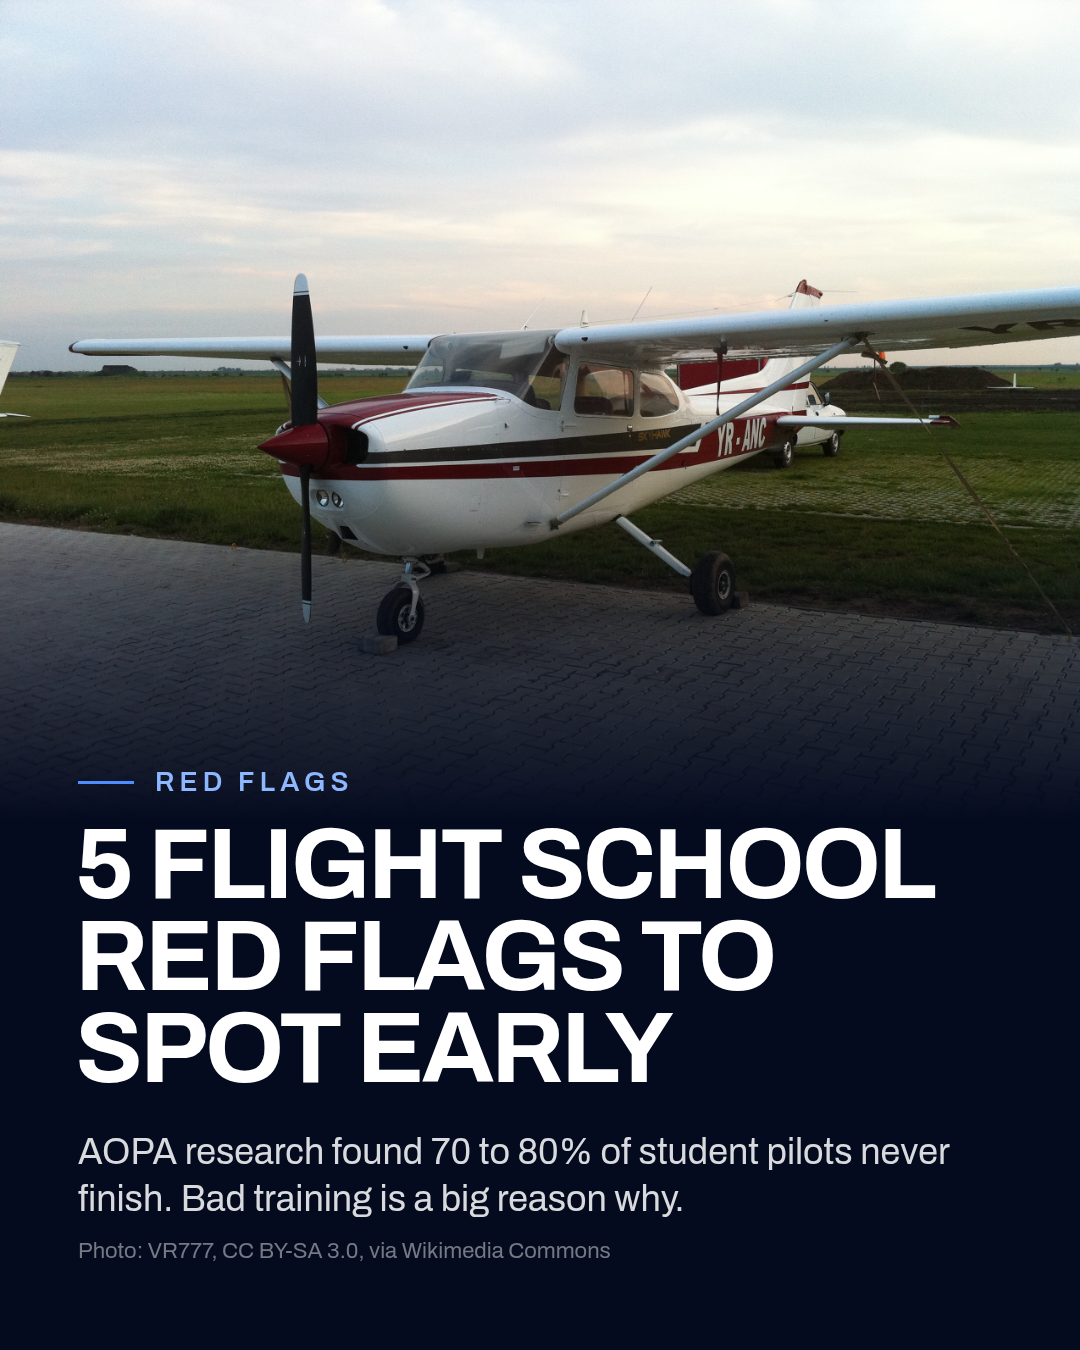 SKYHAWK
YR-ANC
YR
RED FLAGS
5 FLIGHT SCHOOL
RED FLAGS TO
SPOT EARLY
AOPA research found 70 to 80% of student pilots never
finish. Bad training is a big reason why.
Photo: VR777, CC BY-SA 3.0, via Wikimedia Commons